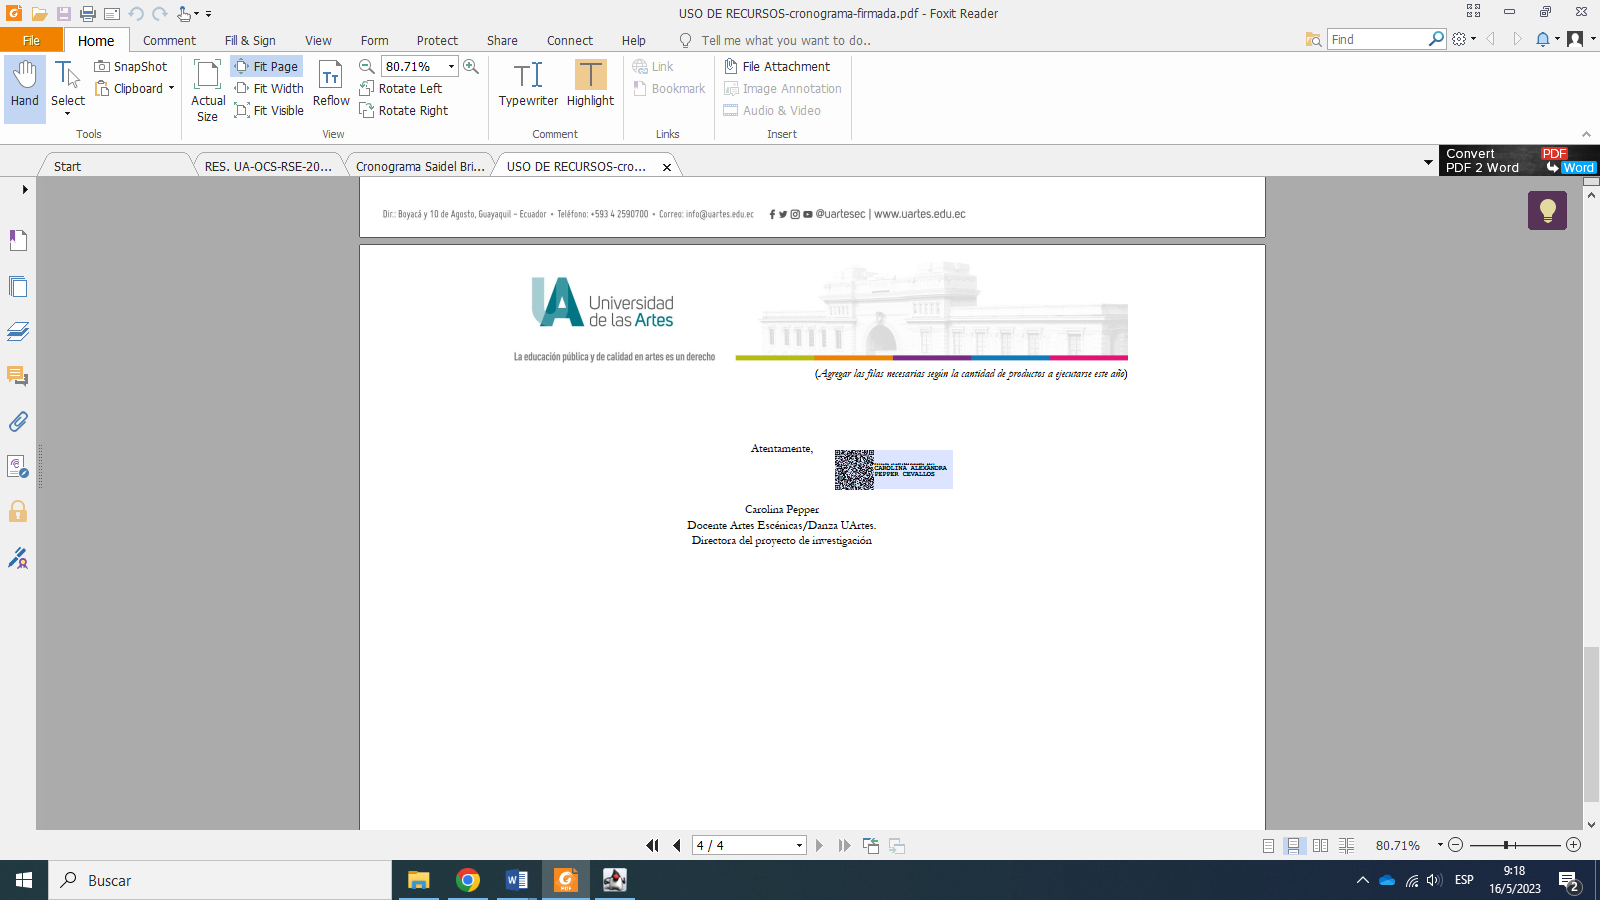 USO DE RECURSOS-cronograma-firmada.pdf - Foxit Reader
File Home Comment Fill & Sign View Form Protect Share Connect Help Tell me what you want to do.. Find
Hand
Select
SnapShot
Clipboard
Tools
Actual Size
Fit Page
Fit Width
Fit Visible
Reflow
80.71%
Rotate Left
Rotate Right
View
Typewriter
Highlight
Comment
Link
Bookmark
Links
File Attachment
Image Annotation
Audio & Video
Insert
Start RES. UA-OCS-RSE-20... Cronograma Saidel Bri... USO DE RECURSOS-cro...
Convert PDF
PDF 2 Word Word
Dir.: Boyacá y 10 de Agosto, Guayaquil – Ecuador • Teléfono: +593 4 2590700 • Correo: info@uartes.edu.ec @uartesec | www.uartes.edu.ec
UA
Universidad
de las Artes
La educación pública y de calidad en artes es un derecho
(Agregar las filas necesarias según la cantidad de productos a ejecutarse este año)
Atentamente,
CAROLINA ALEXANDRA
PEPPER CEVALLOS
Carolina Pepper
Docente Artes Escénicas/Danza UArtes.
Directora del proyecto de investigación
4 / 4
80.71%
Buscar
ESP
9:18
16/5/2023
2